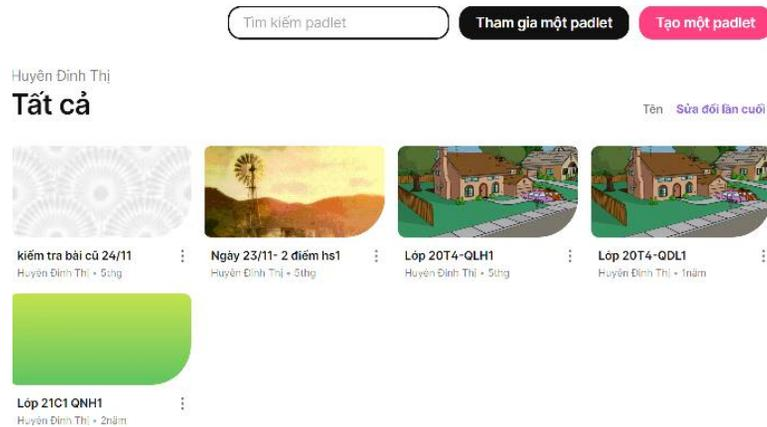 Tìm kiếm padlet
Tham gia một padlet
Tạo một padlet
Huyên Đinh Thị
Tất cả
Tên
Sửa đổi lần cuối
kiểm tra bài cũ 24/11
Huyên Đinh Thị • 5thg
Ngày 23/11- 2 điểm hs1
Huyên Đinh Thị • 5thg
Lớp 20T4-QLH1
Huyên Đinh Thị • 5thg
Lớp 20T4-QDL1
Huyên Đinh Thị • 1năm
Lớp 21C1 QNH1
Huyên Đinh Thị • 2năm